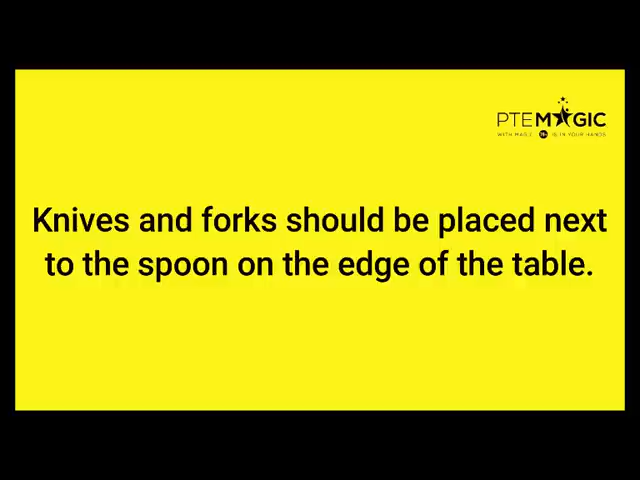 PTEMAGIC
Knives and forks should be placed next
to the spoon on the edge of the table.